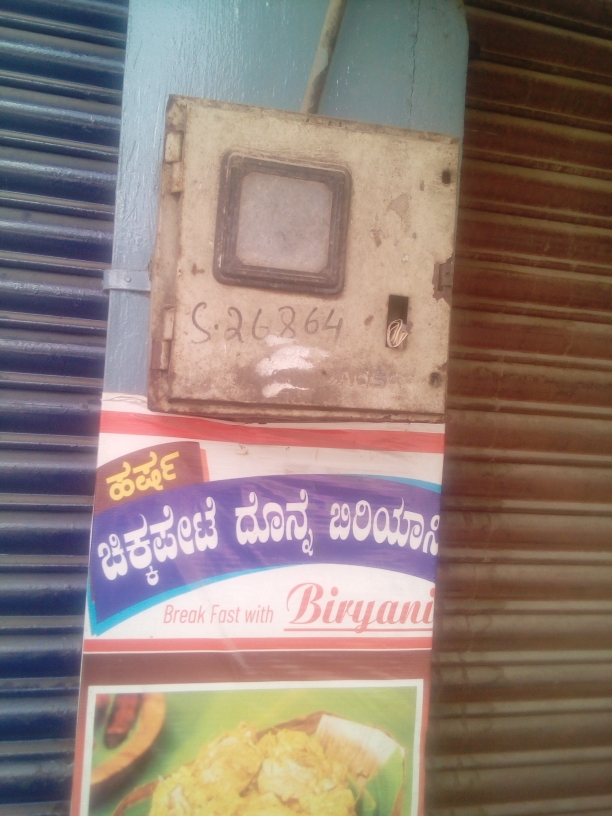 S.26864
ಹರ್ಷ
ಚಿಕ್ಕಪೇಟೆ ದೊನ್ನೆ ಬಿರಿಯಾನಿ
Break Fast with Biryani